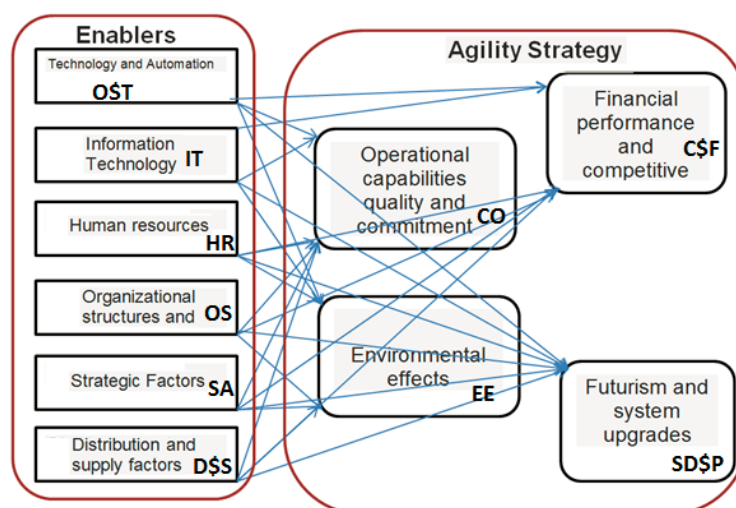 Enablers
Technology and Automation
O$T
Information
Technology IT
Human resources
HR
Organizational
structures and OS
Strategic Factors SA
Distribution and
supply factors D$S
Agility Strategy
Operational
capabilities
quality and
commitment CO
Environmental
effects
EE
Financial
performance
and
competitive
C$F
Futurism and
system
upgrades
SD$P